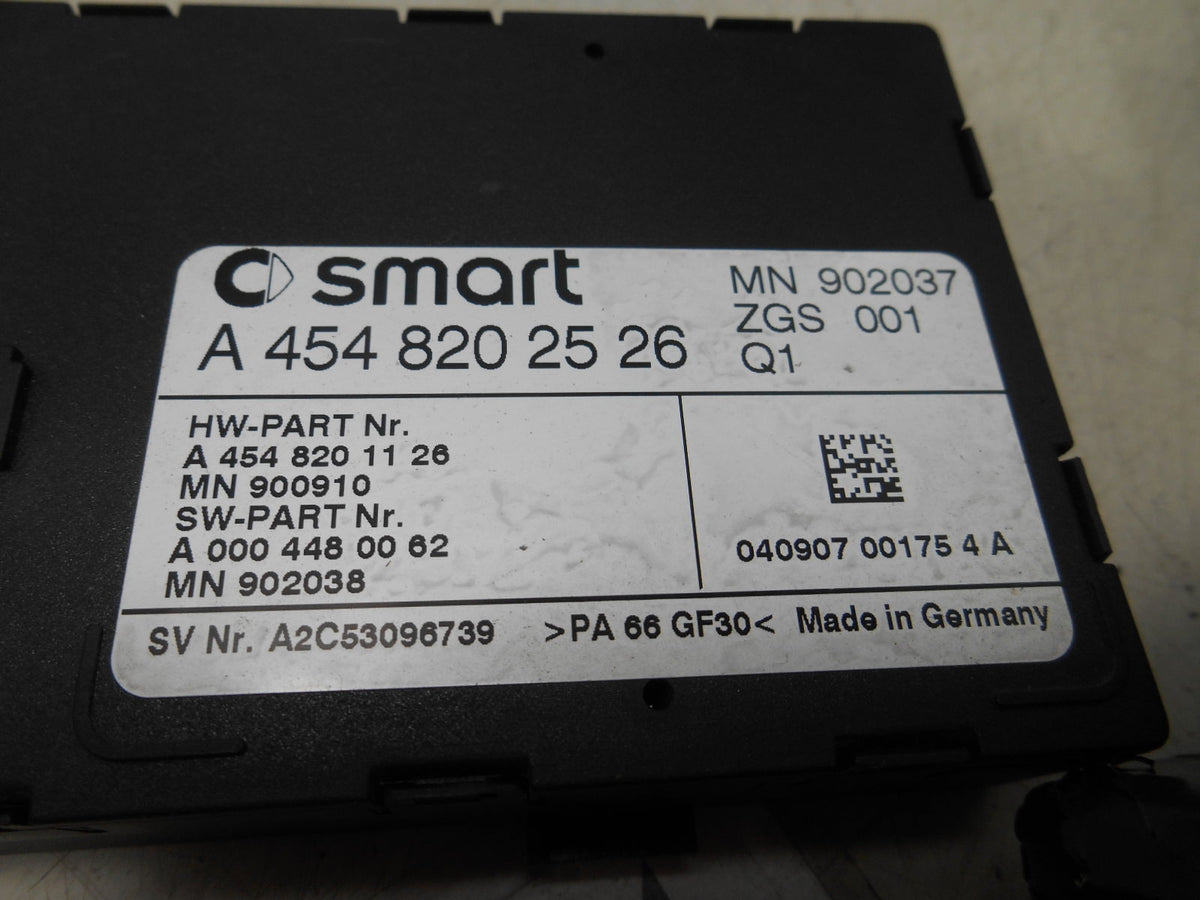 smart
A 454 820 25 26
MN 902037
ZGS 001
Q1
HW-PART Nr.
A 454 820 11 26
MN 900910
SW-PART Nr.
A 000 448 00 62
MN 902038
040907 00175 4 A
SV Nr. A2C53096739 >PA 66 GF30< Made in Germany